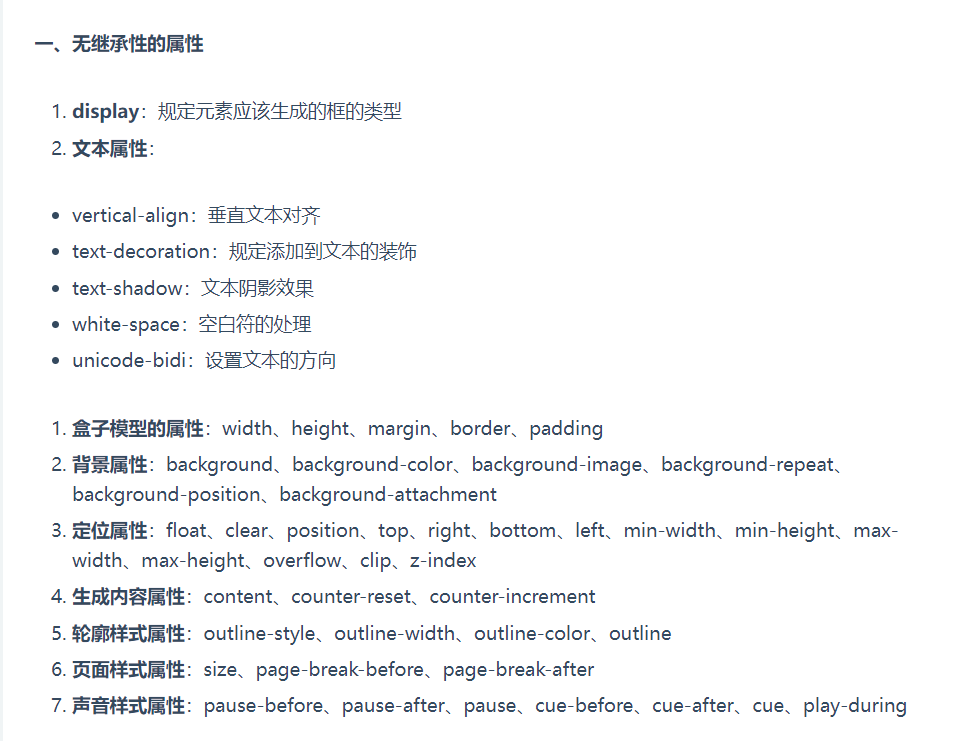 一、无继承性的属性
1. display：规定元素应该生成的框的类型
2. 文本属性：
• vertical-align：垂直文本对齐
• text-decoration：规定添加到文本的装饰
• text-shadow：文本阴影效果
• white-space：空白符的处理
• unicode-bidi：设置文本的方向
1. 盒子模型的属性：width、height、margin、border、padding
2. 背景属性：background、background-color、background-image、background-repeat、
background-position、background-attachment
3. 定位属性：float、clear、position、top、right、bottom、left、min-width、min-height、max-
width、max-height、overflow、clip、z-index
4. 生成内容属性：content、counter-reset、counter-increment
5. 轮廓样式属性：outline-style、outline-width、outline-color、outline
6. 页面样式属性：size、page-break-before、page-break-after
7. 声音样式属性：pause-before、pause-after、pause、cue-before、cue-after、cue、play-during